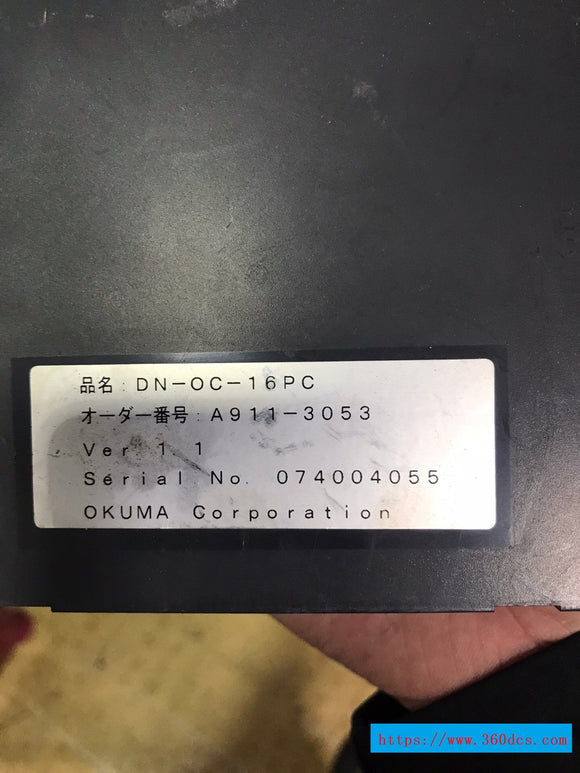 品名:DN-OC-16PC
オーダー番号:A911-3053
Ver 1.1
Serial No. 074004055
OKUMA Corporation
https://www.360dcs.com